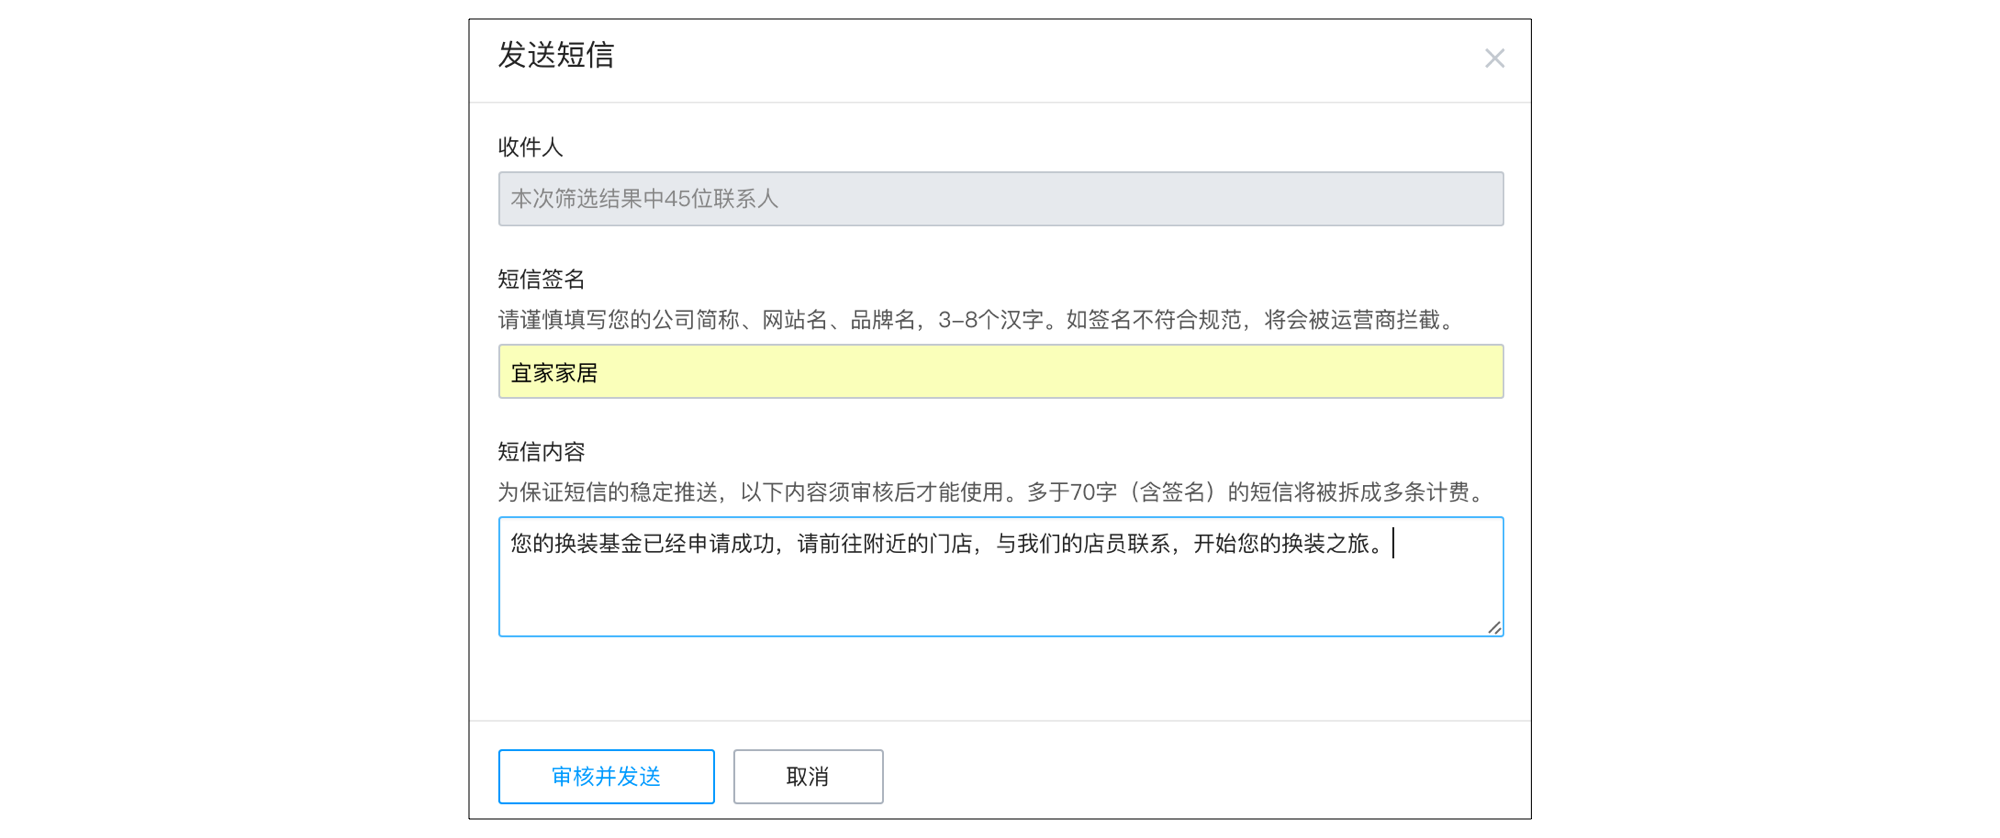 发送短信
收件人
本次筛选结果中45位联系人
短信签名
请谨慎填写您的公司简称、网站名、品牌名，3-8个汉字。如签名不符合规范，将会被运营商拦截。
宜家家居
短信内容
为保证短信的稳定推送，以下内容须审核后才能使用。多于70字（含签名）的短信将被拆成多条计费。
您的换装基金已经申请成功，请前往附近的门店，与我们的店员联系，开始您的换装之旅。
审核并发送
取消